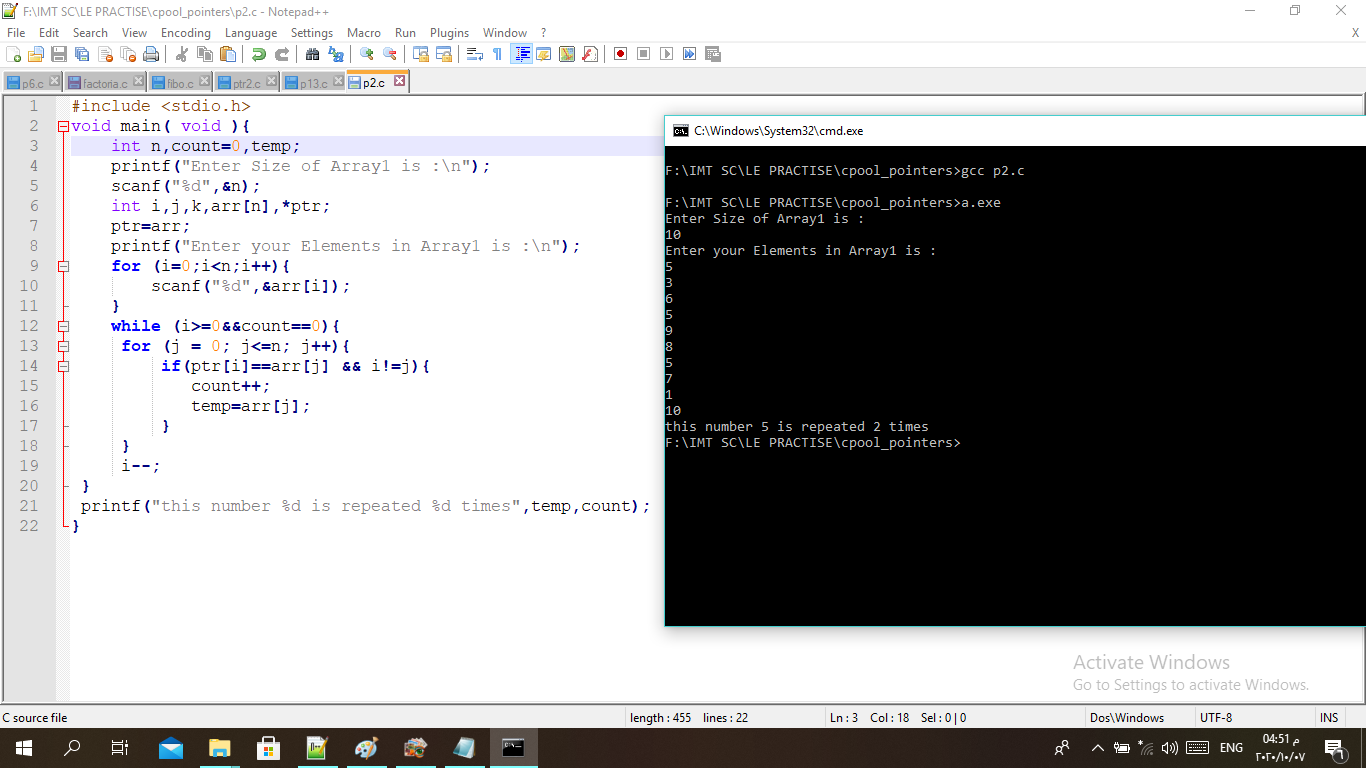 F:\IMT SC\LE PRACTISE\cpool_pointers\p2.c - Notepad++
File Edit Search View Encoding Language Settings Macro Run Plugins Window ? X
p6.c factoria.c fibo.c ptr2.c p13.c p2.c
1 #include <stdio.h>
2 void main( void ){
3 int n,count=0,temp;
4 printf("Enter Size of Array1 is :\n");
5 scanf("%d",&n);
6 int i,j,k,arr[n],*ptr;
7 ptr=arr;
8 printf("Enter your Elements in Array1 is :\n");
9 for (i=0;i<n;i++){
10 scanf("%d",&arr[i]);
11 }
12 while (i>=0&&count==0){
13 for (j = 0; j<=n; j++){
14 if(ptr[i]==arr[j] && i!=j){
15 count++;
16 temp=arr[j];
17 }
18 }
19 i--;
20 }
21 printf("this number %d is repeated %d times",temp,count);
22 }
C:\Windows\System32\cmd.exe
F:\IMT SC\LE PRACTISE\cpool_pointers>gcc p2.c
F:\IMT SC\LE PRACTISE\cpool_pointers>a.exe
Enter Size of Array1 is :
10
Enter your Elements in Array1 is :
5
3
6
5
9
8
5
7
1
10
this number 5 is repeated 2 times
F:\IMT SC\LE PRACTISE\cpool_pointers>
Activate Windows
Go to Settings to activate Windows.
C source file length : 455 lines : 22 Ln : 3 Col : 18 Sel : 0 | 0 Dos\Windows UTF-8 INS
ENG 04:51 م
٢٠٢٠/١٠/٠٧
1